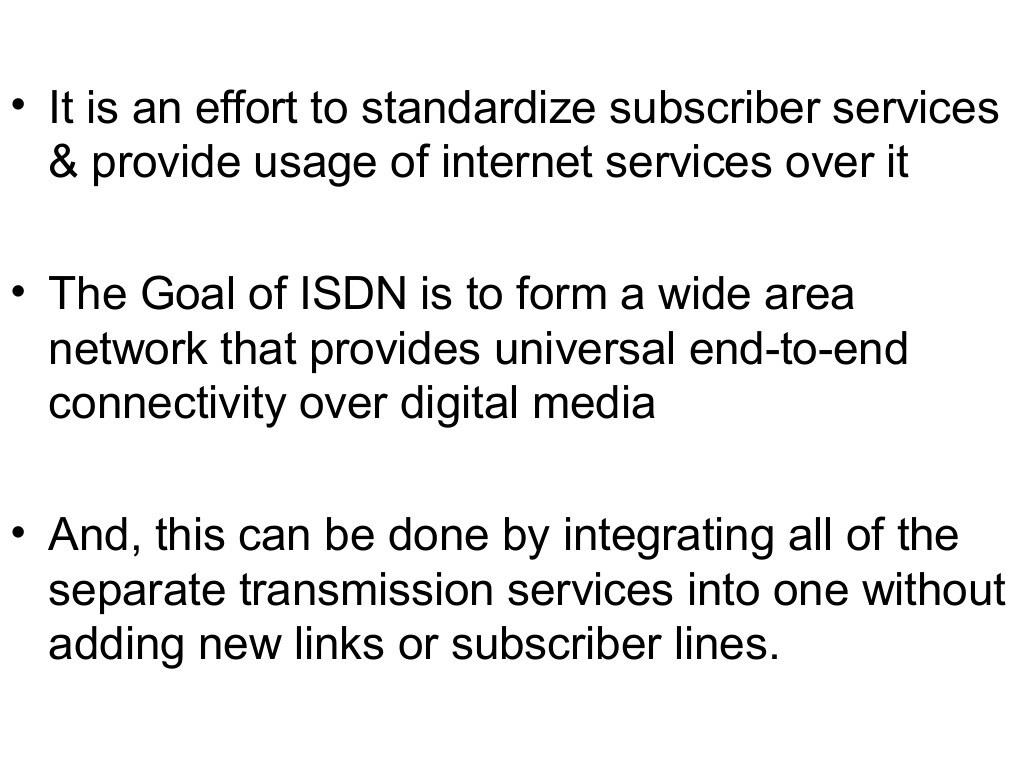 • It is an effort to standardize subscriber services
& provide usage of internet services over it
• The Goal of ISDN is to form a wide area
network that provides universal end-to-end
connectivity over digital media
• And, this can be done by integrating all of the
separate transmission services into one without
adding new links or subscriber lines.